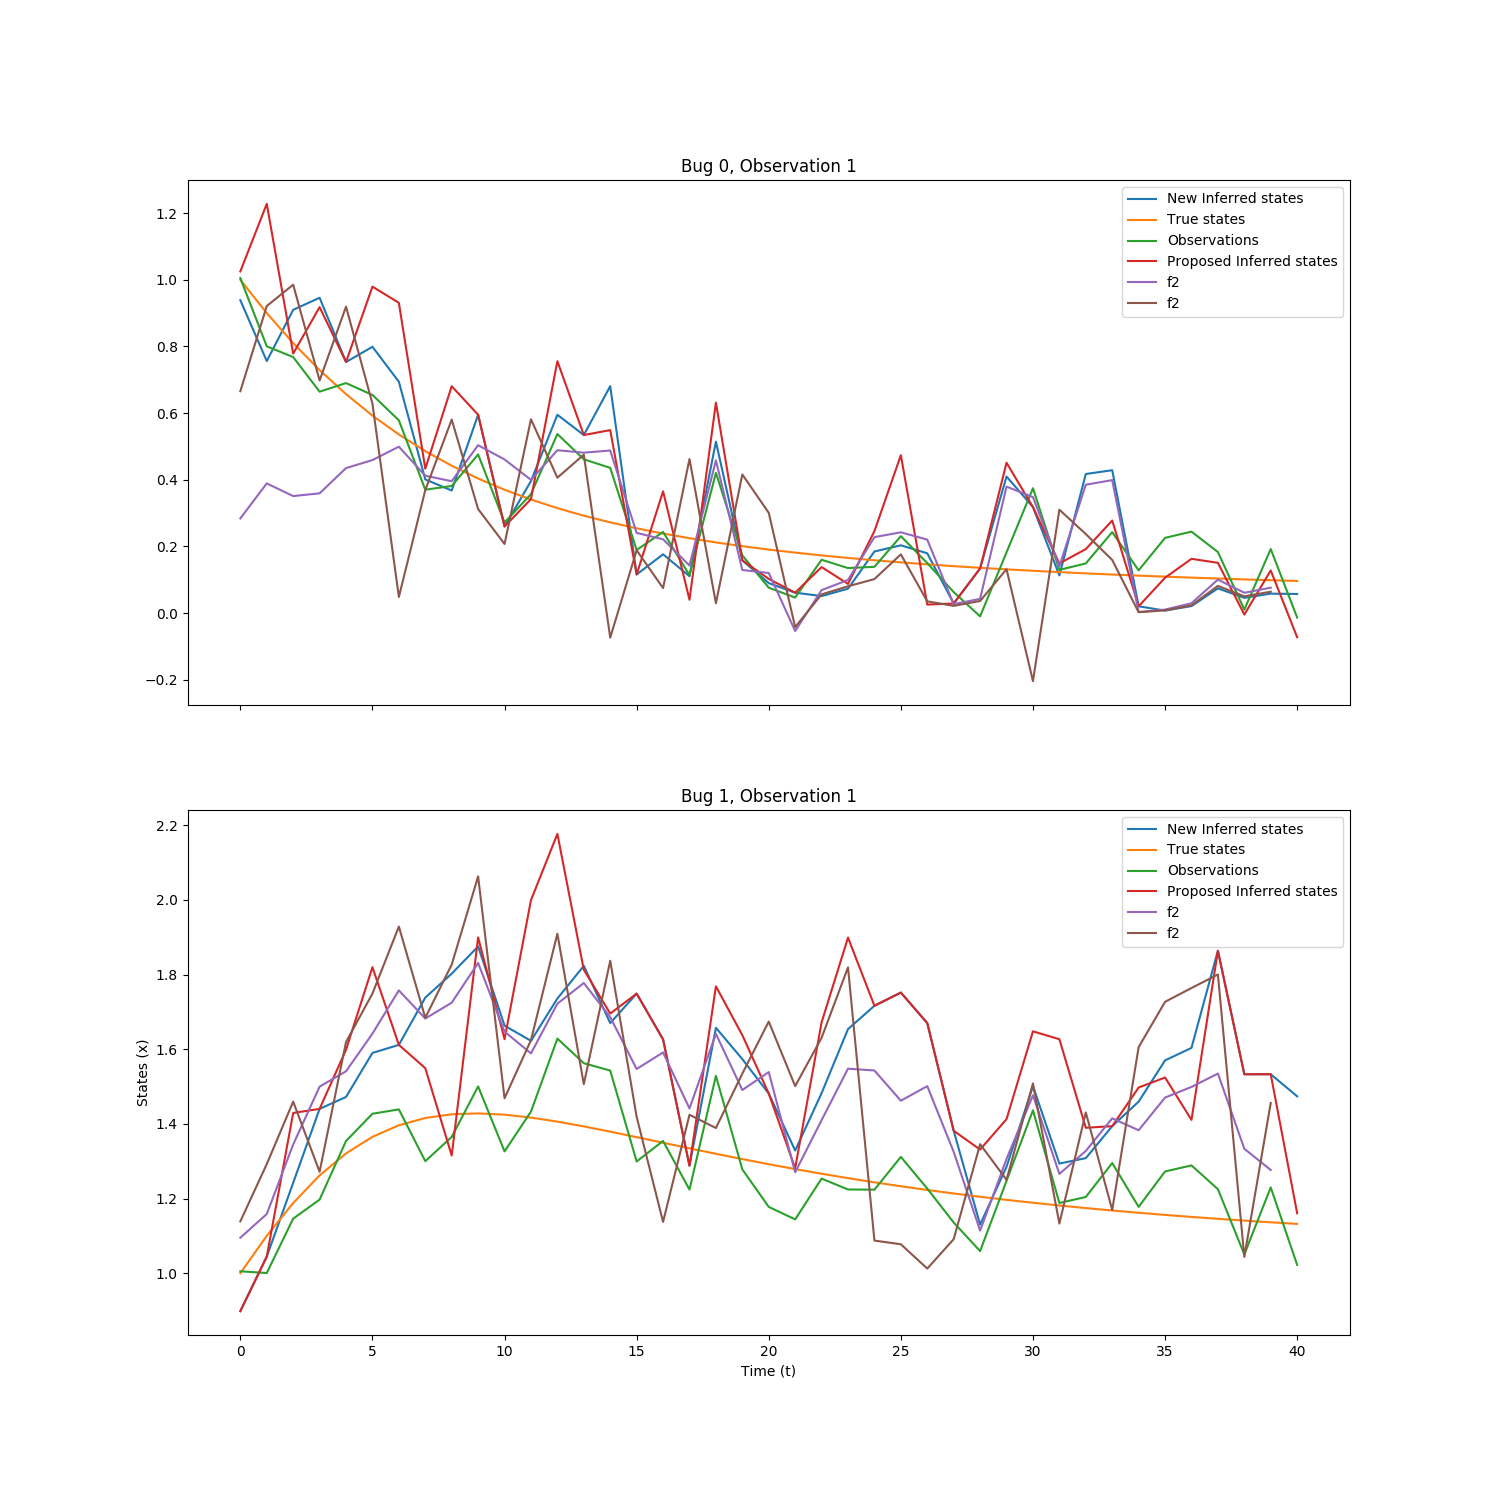 Bug 0, Observation 1
New Inferred states
True states
Observations
Proposed Inferred states
f2
f2
1.2
1.0
0.8
0.6
0.4
0.2
0.0
−0.2
Bug 1, Observation 1
New Inferred states
True states
Observations
Proposed Inferred states
f2
f2
2.2
2.0
1.8
1.6
1.4
1.2
1.0
States (x)
0 5 10 15 20 25 30 35 40
Time (t)